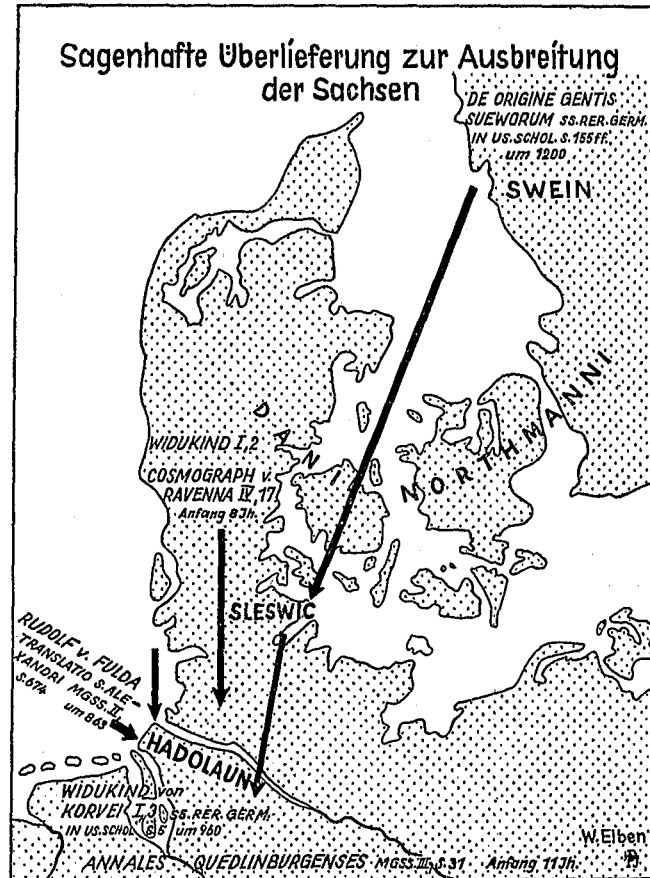 Sagenhafte Überlieferung zur Ausbreitung
der Sachsen
DE ORIGINE GENTIS
SUEWORUM SS.RER.GERM.
IN US.SCHOL. S.155ff.
um 1200
SWEIN
DANI
NORTHMANNI
WIDUKIND I,2
COSMOGRAPH v.
RAVENNA IV,17
Anfang 8Jh.
SLESWIC
RUDOLF v. FULDA
TRANSLATIO S.ALE-
XANDRI MGSS.II,
S.674 um 863
HADOLAUN
WIDUKIND von
KORVEI I,3 SS.RER.GERM.
IN US.SCHOL S.5 um 960
W.Eiben
ANNALES QUEDLINBURGENSES MGSS.III, S.31 Anfang 11Jh.